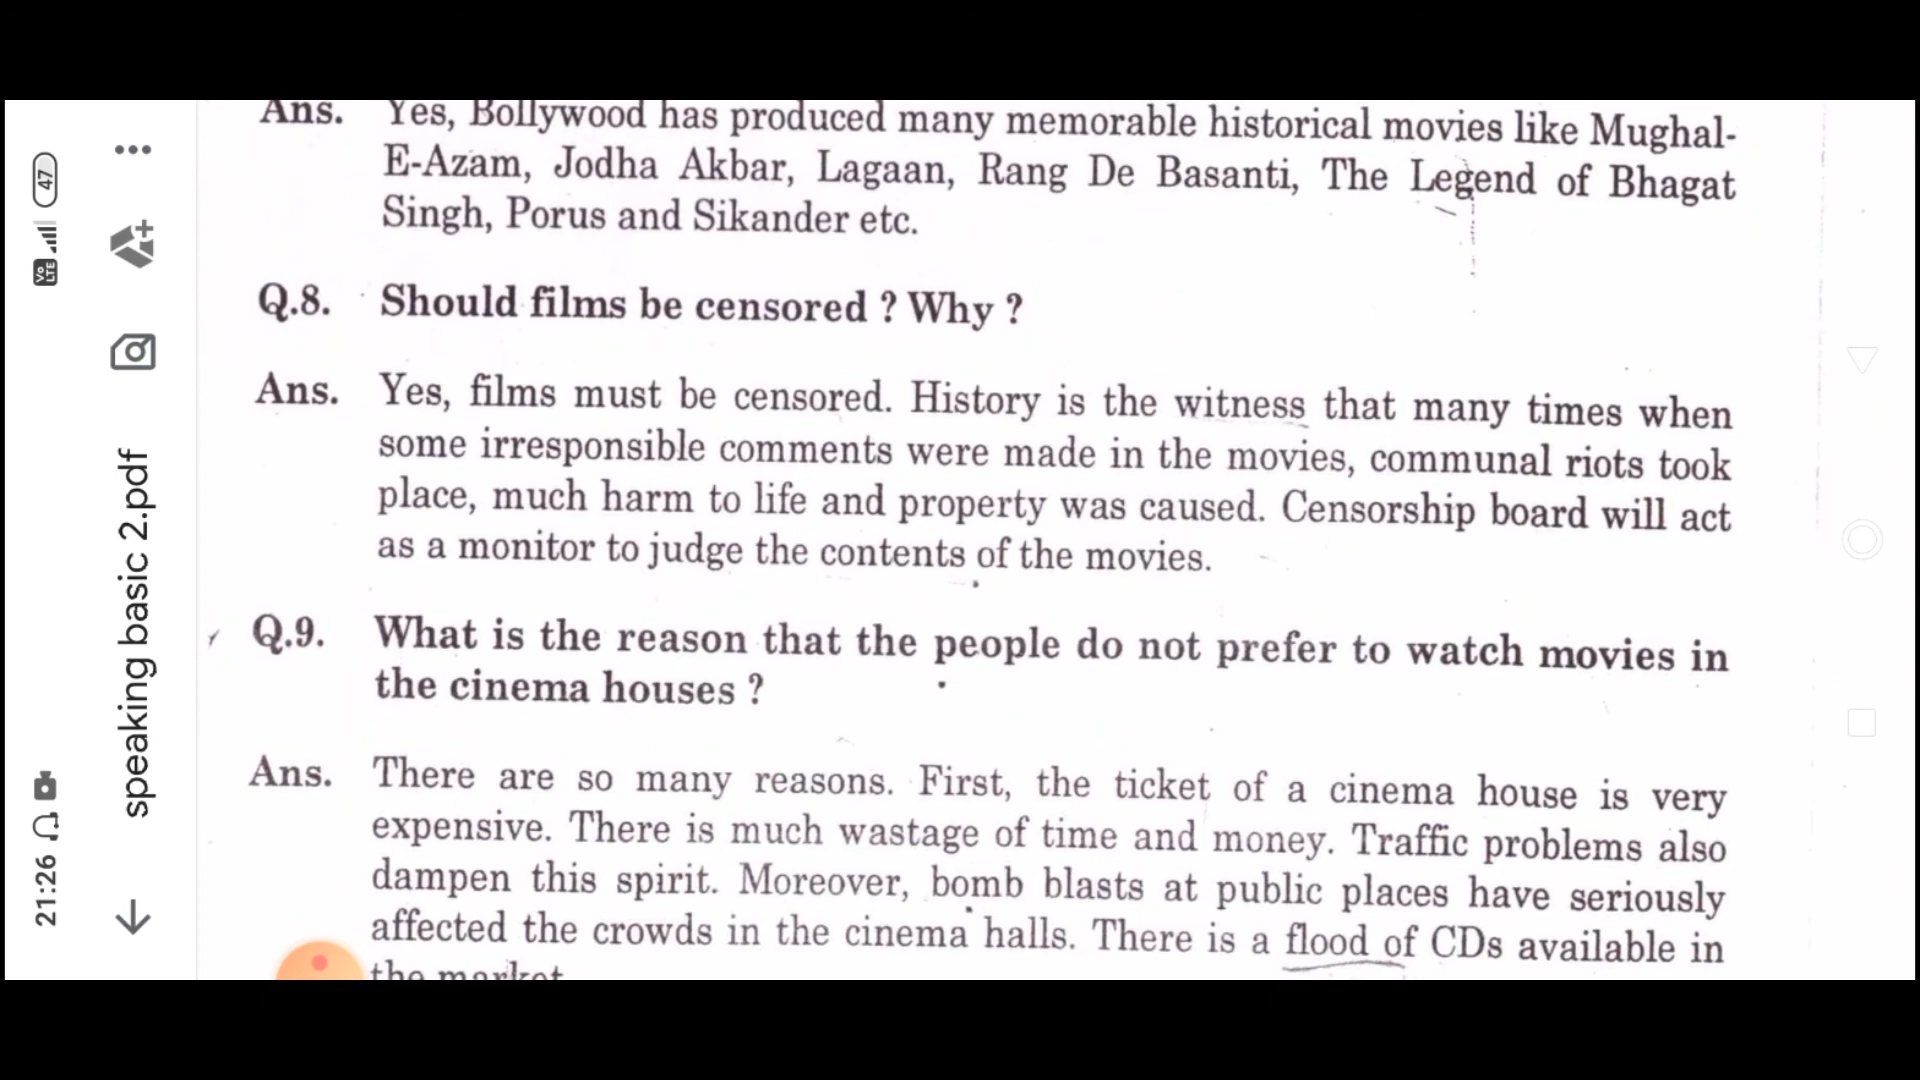 21:26
VoLTE
47
speaking basic 2.pdf
Ans. Yes, Bollywood has produced many memorable historical movies like Mughal-
E-Azam, Jodha Akbar, Lagaan, Rang De Basanti, The Legend of Bhagat
Singh, Porus and Sikander etc.
Q.8. Should films be censored ? Why ?
Ans. Yes, films must be censored. History is the witness that many times when
some irresponsible comments were made in the movies, communal riots took
place, much harm to life and property was caused. Censorship board will act
as a monitor to judge the contents of the movies.
Q.9. What is the reason that the people do not prefer to watch movies in
the cinema houses ?
Ans. There are so many reasons. First, the ticket of a cinema house is very
expensive. There is much wastage of time and money. Traffic problems also
dampen this spirit. Moreover, bomb blasts at public places have seriously
affected the crowds in the cinema halls. There is a flood of CDs available in
the market